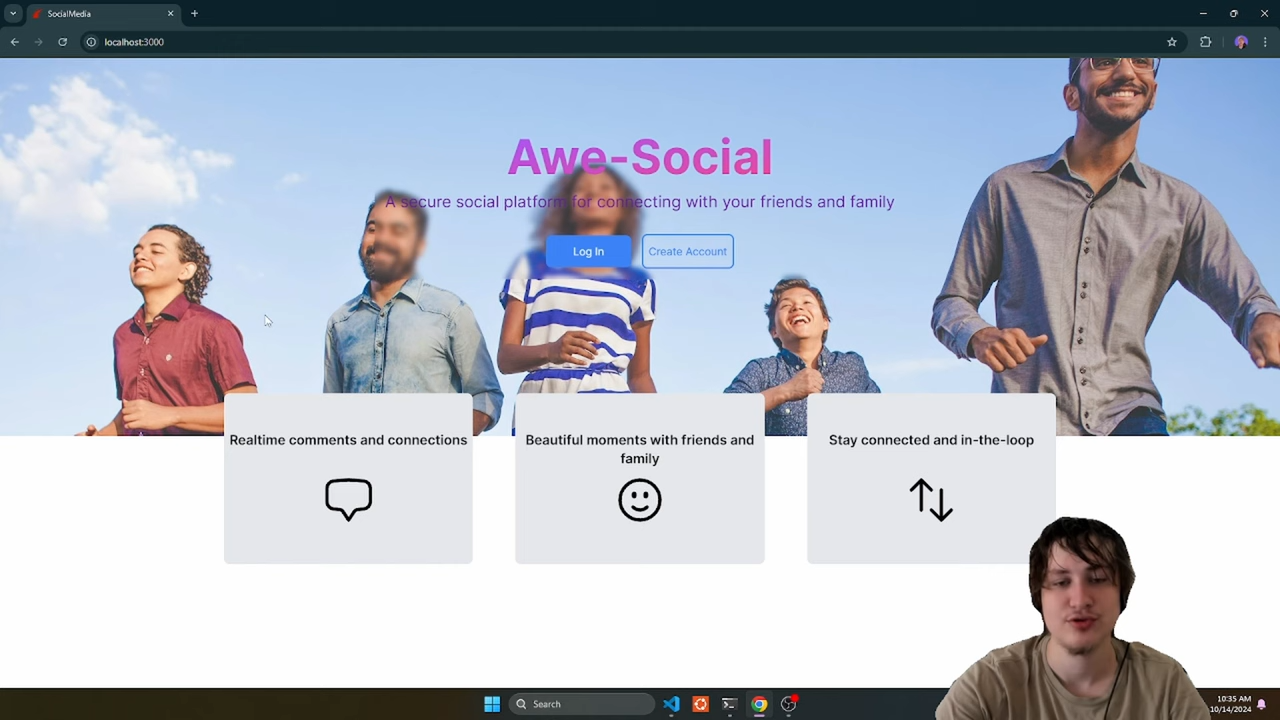 SocialMedia
localhost:3000
Awe-Social
A secure social platform for connecting with your friends and family
Log In
Create Account
Realtime comments and connections
Beautiful moments with friends and
family
Stay connected and in-the-loop
Search
10:35 AM
10/14/2024